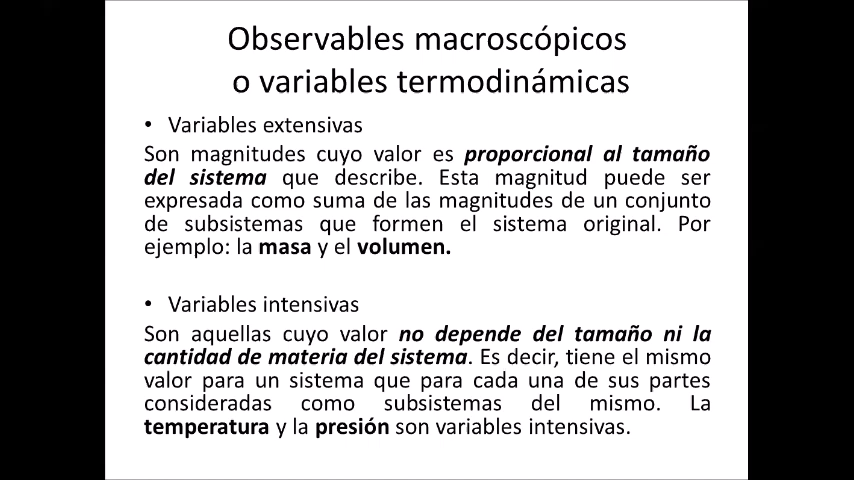 Observables macroscópicos
o variables termodinámicas
• Variables extensivas
Son magnitudes cuyo valor es proporcional al tamaño
del sistema que describe. Esta magnitud puede ser
expresada como suma de las magnitudes de un conjunto
de subsistemas que formen el sistema original. Por
ejemplo: la masa y el volumen.
• Variables intensivas
Son aquellas cuyo valor no depende del tamaño ni la
cantidad de materia del sistema. Es decir, tiene el mismo
valor para un sistema que para cada una de sus partes
consideradas como subsistemas del mismo. La
temperatura y la presión son variables intensivas.